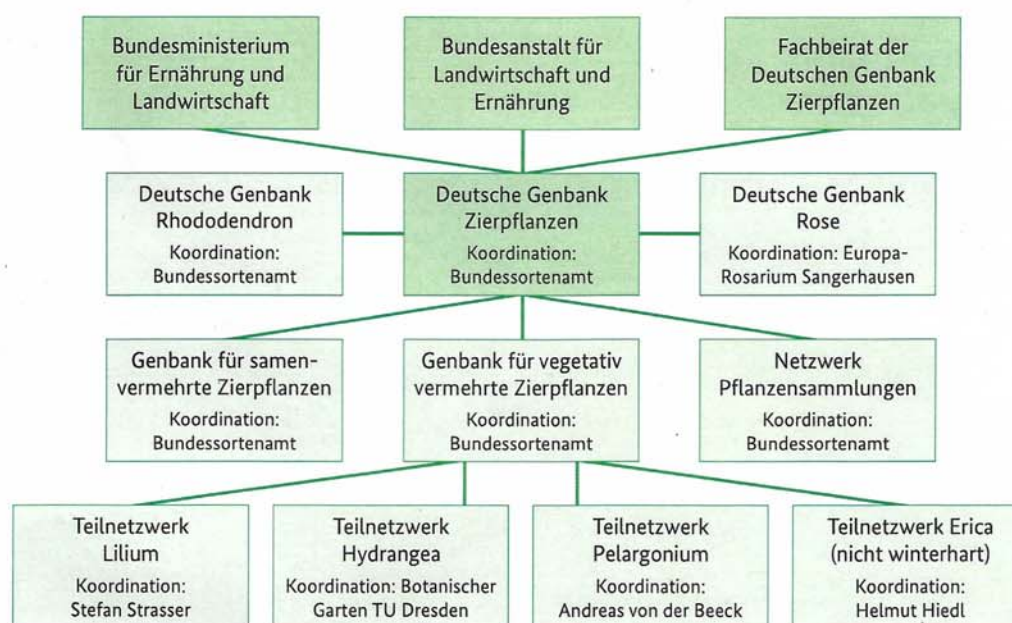 Bundesministerium
für Ernährung und
Landwirtschaft
Bundesanstalt für
Landwirtschaft und
Ernährung
Fachbeirat der
Deutschen Genbank
Zierpflanzen
Deutsche Genbank
Rhododendron
Koordination:
Bundessortenamt
Deutsche Genbank
Zierpflanzen
Koordination:
Bundessortenamt
Deutsche Genbank
Rose
Koordination: Europa-
Rosarium Sangerhausen
Genbank für samen-
vermehrte Zierpflanzen
Koordination:
Bundessortenamt
Genbank für vegetativ
vermehrte Zierpflanzen
Koordination:
Bundessortenamt
Netzwerk
Pflanzensammlungen
Koordination:
Bundessortenamt
Teilnetzwerk
Lilium
Koordination:
Stefan Strasser
Teilnetzwerk
Hydrangea
Koordination: Botanischer
Garten TU Dresden
Teilnetzwerk
Pelargonium
Koordination:
Andreas von der Beeck
Teilnetzwerk Erica
(nicht winterhart)
Koordination:
Helmut Hiedl